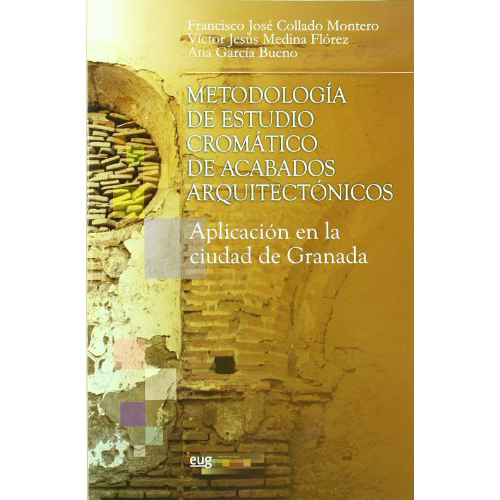 Francisco José Collado Montero
Víctor Jesús Medina Flórez
Ana García Bueno
METODOLOGÍA
DE ESTUDIO
CROMÁTICO
DE ACABADOS
ARQUITECTÓNICOS
Aplicación en la
ciudad de Granada
eug